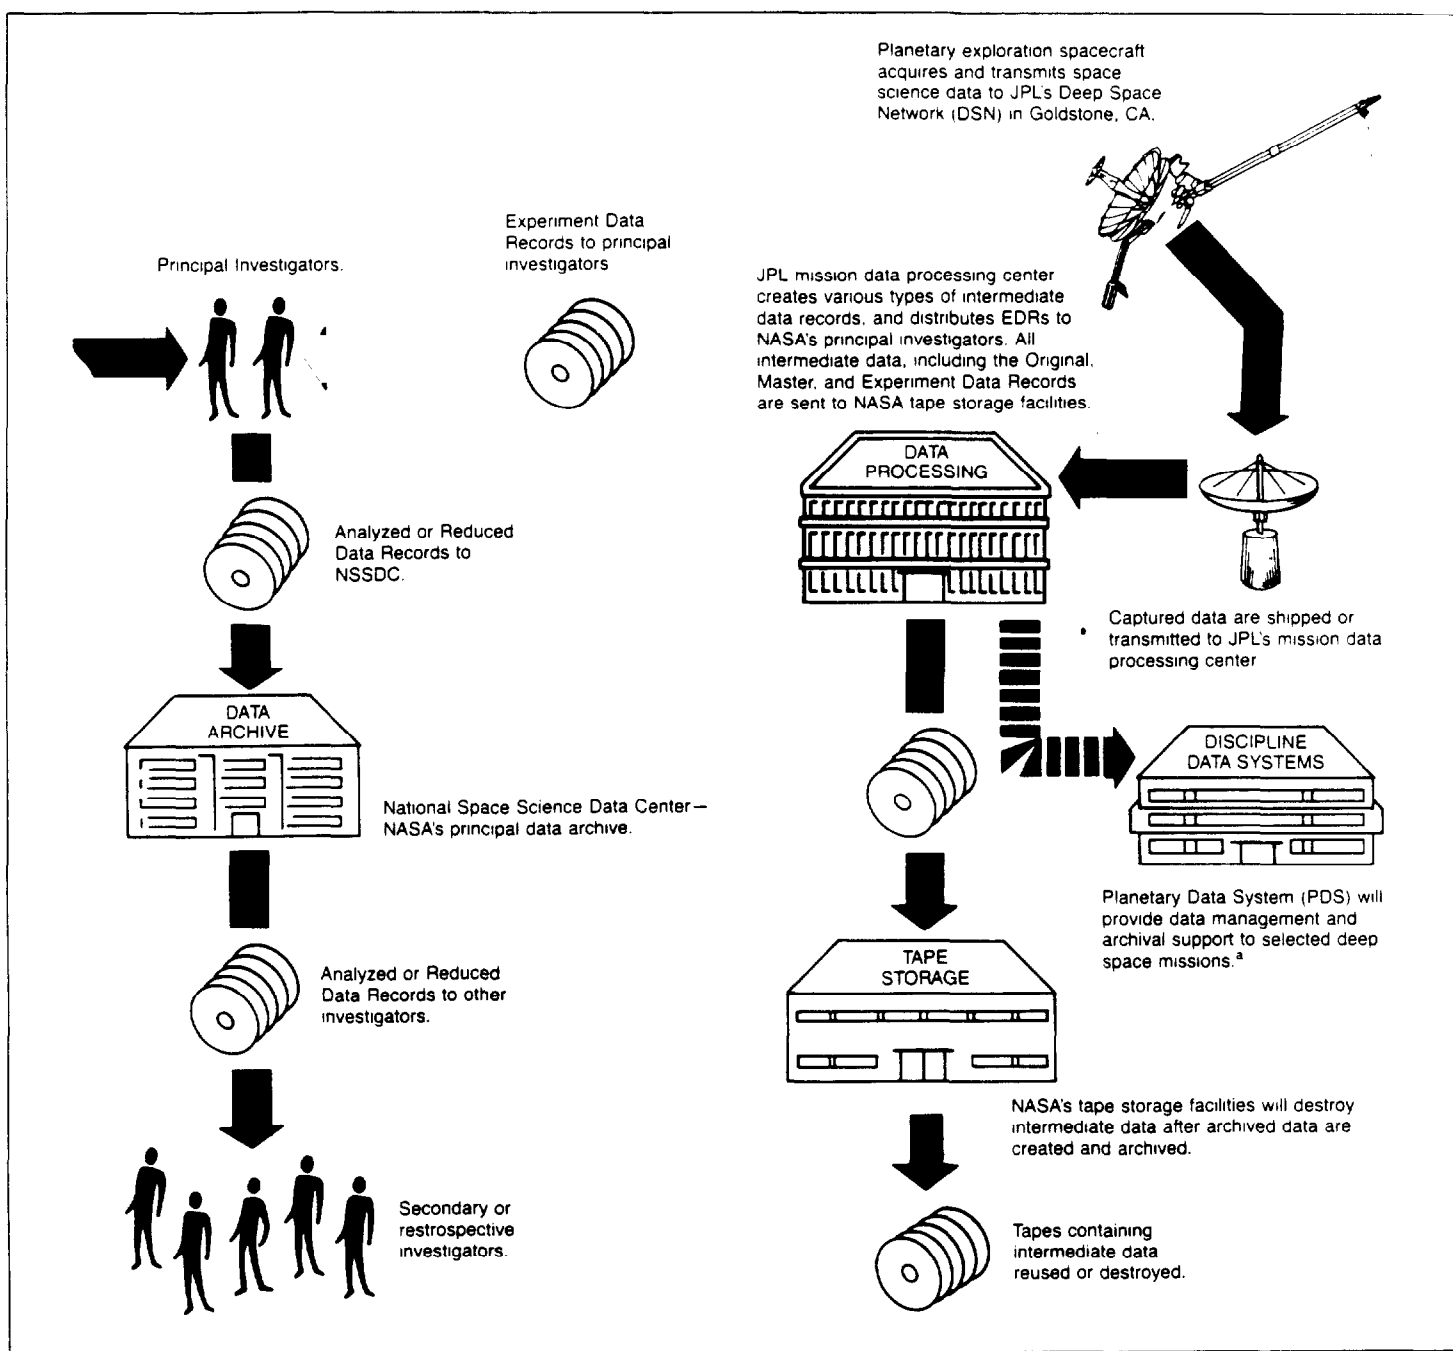 Planetary exploration spacecraft
acquires and transmits space
science data to JPL's Deep Space
Network (DSN) in Goldstone, CA.
Experiment Data
Records to principal
investigators
Principal Investigators.
JPL mission data processing center
creates various types of intermediate
data records, and distributes EDRs to
NASA's principal investigators. All
intermediate data, including the Original,
Master, and Experiment Data Records
are sent to NASA tape storage facilities.
DATA
PROCESSING
Analyzed or Reduced
Data Records to
NSSDC.
Captured data are shipped or
transmitted to JPL's mission data
processing center
DATA
ARCHIVE
DISCIPLINE
DATA SYSTEMS
National Space Science Data Center—
NASA's principal data archive.
Planetary Data System (PDS) will
provide data management and
archival support to selected deep
space missions.a
TAPE
STORAGE
Analyzed or Reduced
Data Records to other
investigators.
NASA's tape storage facilities will destroy
intermediate data after archived data are
created and archived.
Secondary or
restrospective
investigators.
Tapes containing
intermediate data
reused or destroyed.